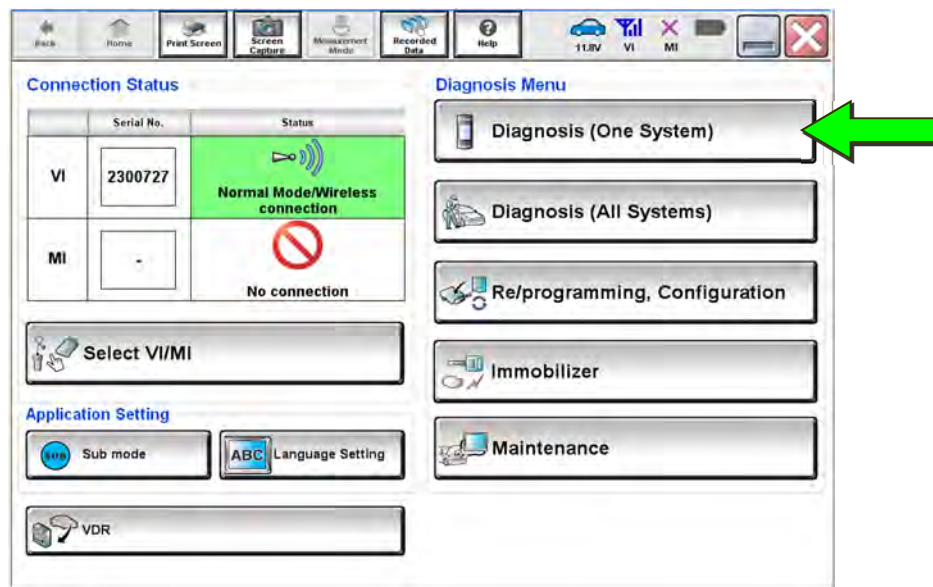 Back
Home
Print Screen
Screen
Capture
Measurement
Mode
Recorded
Data
Help
11.8V
VI
MI
Connection Status
Serial No.
Status
VI
2300727
Normal Mode/Wireless
connection
MI
-
No connection
Select VI/MI
Application Setting
SUB
Sub mode
ABC
Language Setting
VDR
Diagnosis Menu
Diagnosis (One System)
Diagnosis (All Systems)
Re/programming, Configuration
Immobilizer
Maintenance